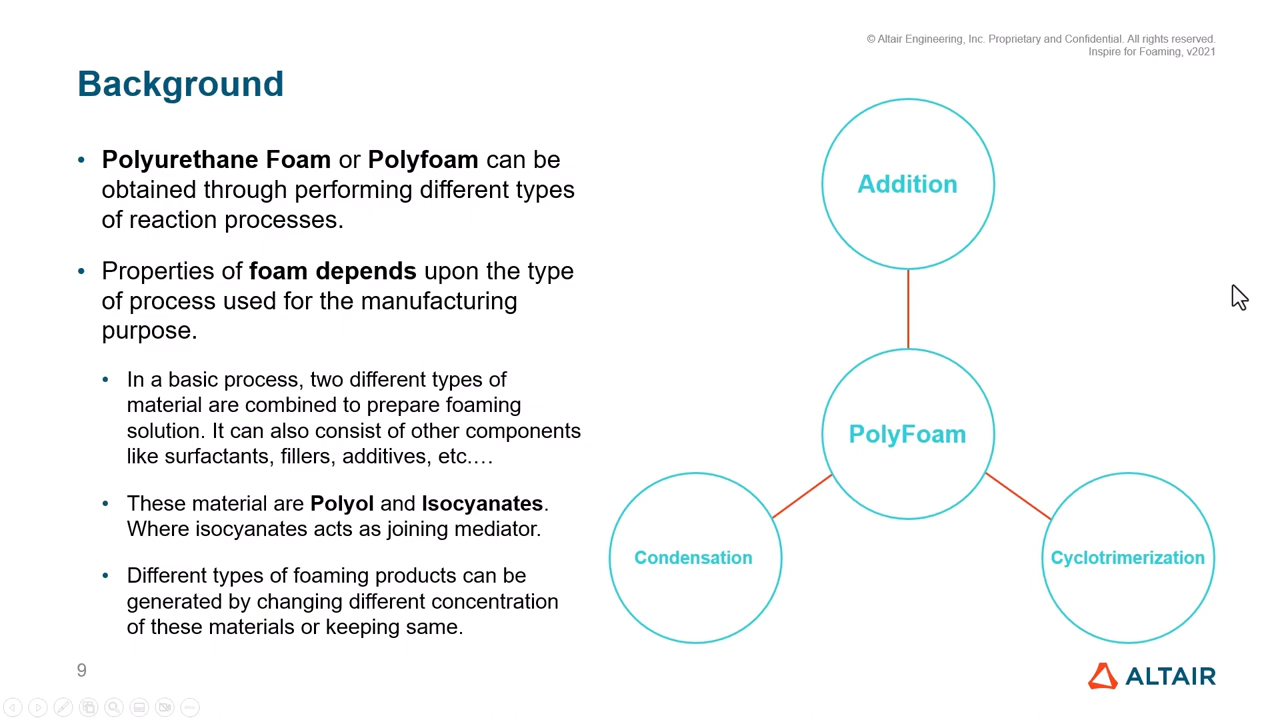 © Altair Engineering, Inc. Proprietary and Confidential. All rights reserved.
Inspire for Foaming, v2021
Background
• Polyurethane Foam or Polyfoam can be
obtained through performing different types
of reaction processes.
• Properties of foam depends upon the type
of process used for the manufacturing
purpose.
• In a basic process, two different types of
material are combined to prepare foaming
solution. It can also consist of other components
like surfactants, fillers, additives, etc.…
• These material are Polyol and Isocyanates.
Where isocyanates acts as joining mediator.
• Different types of foaming products can be
generated by changing different concentration
of these materials or keeping same.
Addition
PolyFoam
Condensation
Cyclotrimerization
9
ALTAIR